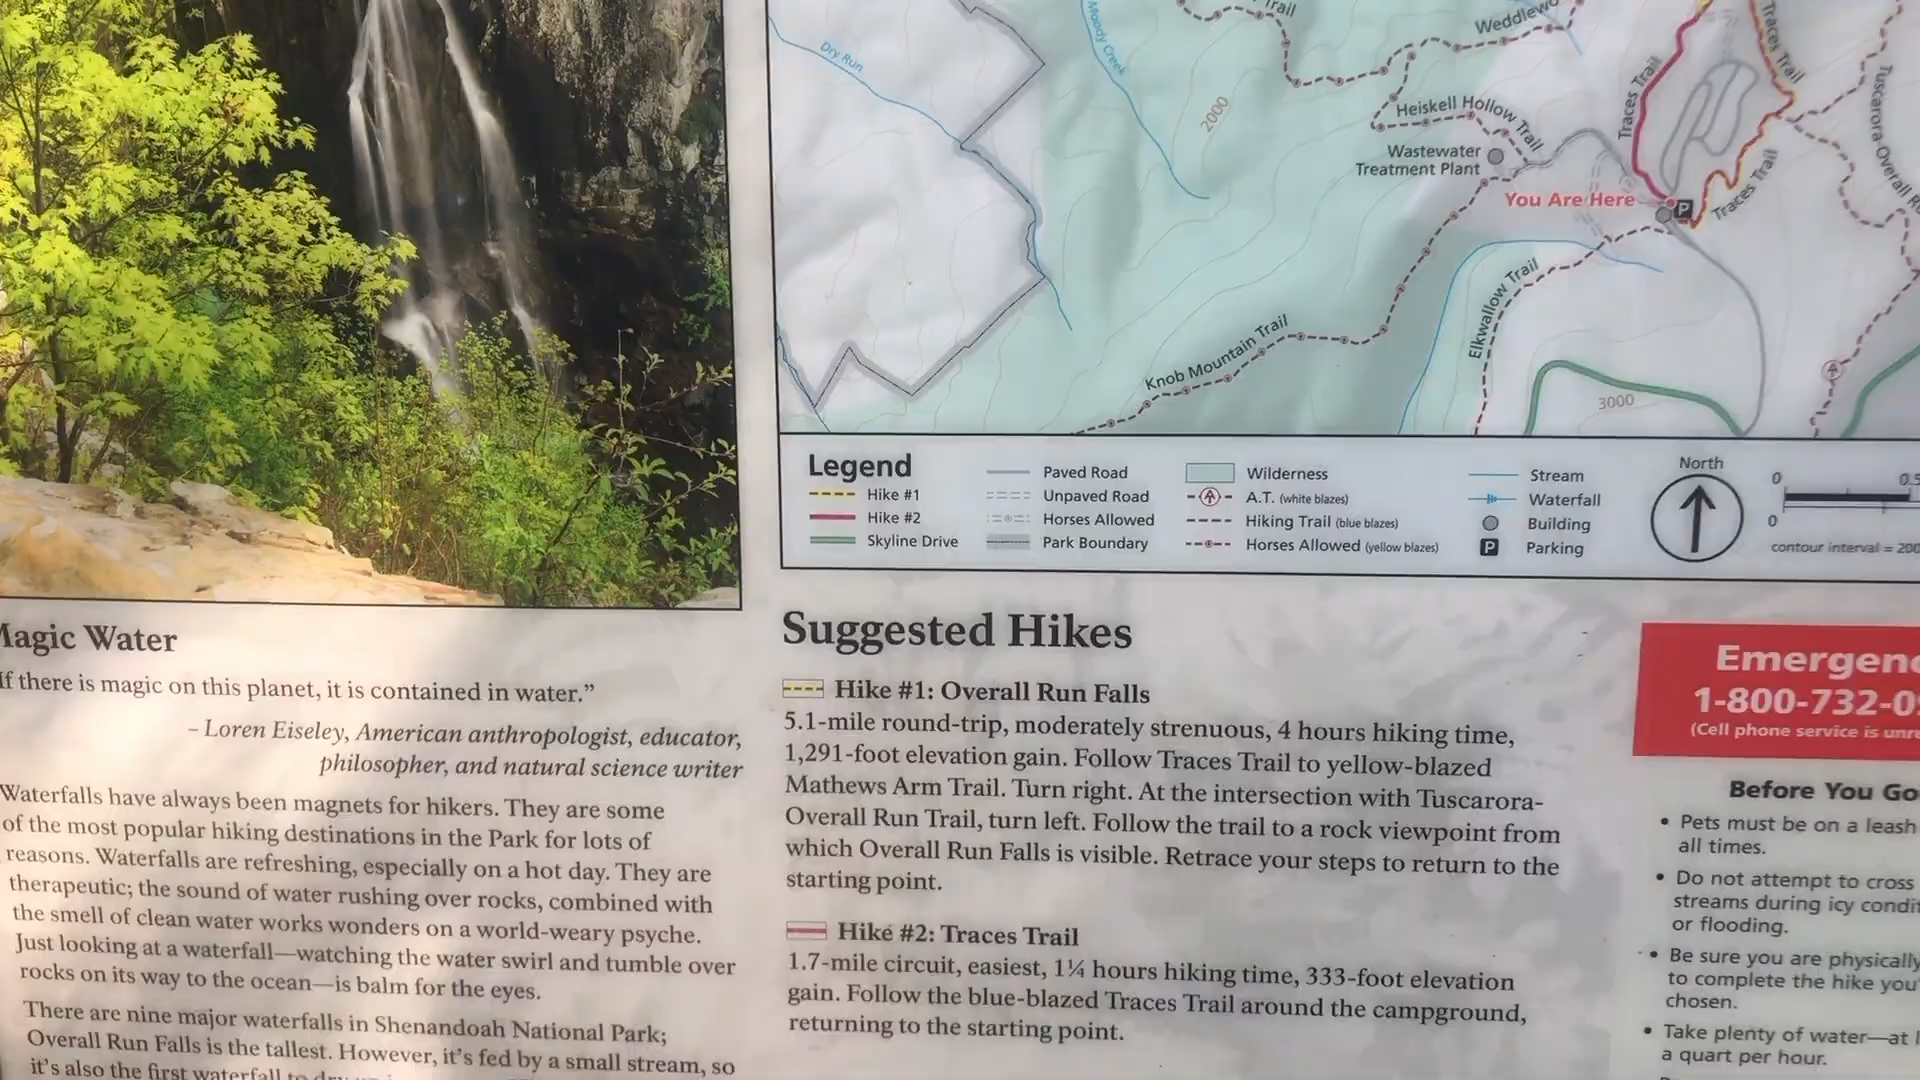 Dry Run
Moody Creek
Trail
Weddlewo
2000
Heiskell Hollow Trail
Wastewater
Treatment Plant
You Are Here
Traces Trail
Traces Trail
Traces Trail
Tuscarora-Overall R
Elkwallow Trail
Knob Mountain Trail
3000
P
Legend
Hike #1
Hike #2
Skyline Drive
Paved Road
Unpaved Road
Horses Allowed
Park Boundary
Wilderness
A.T. (white blazes)
Hiking Trail (blue blazes)
Horses Allowed (yellow blazes)
Stream
Waterfall
Building
P Parking
North
0 0.5
0
contour interval = 200
Magic Water
If there is magic on this planet, it is contained in water.”
– Loren Eiseley, American anthropologist, educator,
philosopher, and natural science writer
Waterfalls have always been magnets for hikers. They are some
of the most popular hiking destinations in the Park for lots of
reasons. Waterfalls are refreshing, especially on a hot day. They are
therapeutic; the sound of water rushing over rocks, combined with
the smell of clean water works wonders on a world-weary psyche.
Just looking at a waterfall—watching the water swirl and tumble over
rocks on its way to the ocean—is balm for the eyes.
There are nine major waterfalls in Shenandoah National Park;
Overall Run Falls is the tallest. However, it’s fed by a small stream, so
it’s also the first waterfall to
Suggested Hikes
Hike #1: Overall Run Falls
5.1-mile round-trip, moderately strenuous, 4 hours hiking time,
1,291-foot elevation gain. Follow Traces Trail to yellow-blazed
Mathews Arm Trail. Turn right. At the intersection with Tuscarora-
Overall Run Trail, turn left. Follow the trail to a rock viewpoint from
which Overall Run Falls is visible. Retrace your steps to return to the
starting point.
Hike #2: Traces Trail
1.7-mile circuit, easiest, 1¼ hours hiking time, 333-foot elevation
gain. Follow the blue-blazed Traces Trail around the campground,
returning to the starting point.
Emergenc
1-800-732-0
(Cell phone service is unre
Before You Go
• Pets must be on a leash
all times.
• Do not attempt to cross
streams during icy condit
or flooding.
• Be sure you are physically
to complete the hike you
chosen.
• Take plenty of water—at l
a quart per hour.